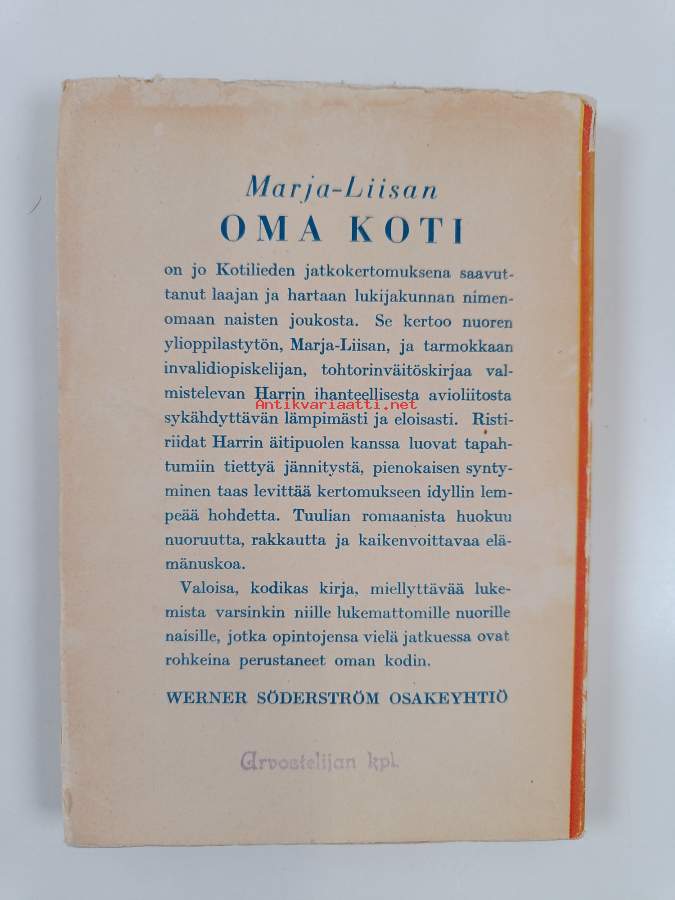 Marja-Liisan
OMA KOTI
on jo Kotilieden jatkokertomuksena saavut-
tanut laajan ja hartaan lukijakunnan nimen-
omaan naisten joukosta. Se kertoo nuoren
ylioppilastytön, Marja-Liisan, ja tarmokkaan
invalidiopiskelijan, tohtorinväitöskirjaa val-
mistelevan Harrin ihanteellisesta avioliitosta
Antikvariaatti.net
sykähdyttävän lämpimästi ja eloisasti. Risti-
riidat Harrin äitipuolen kanssa luovat tapah-
tumiin tiettyä jännitystä, pienokaisen synty-
minen taas levittää kertomukseen idyllin lem-
peää hohdetta. Tuulian romaanista huokuu
nuoruutta, rakkautta ja kaikenvoittavaa elä-
mänuskoa.
Valoisa, kodikas kirja, miellyttävää luke-
mista varsinkin niille lukemattomille nuorille
naisille, jotka opintojensa vielä jatkuessa ovat
rohkeina perustaneet oman kodin.
WERNER SÖDERSTRÖM OSAKEYHTIÖ
Arvostelijan kpl.